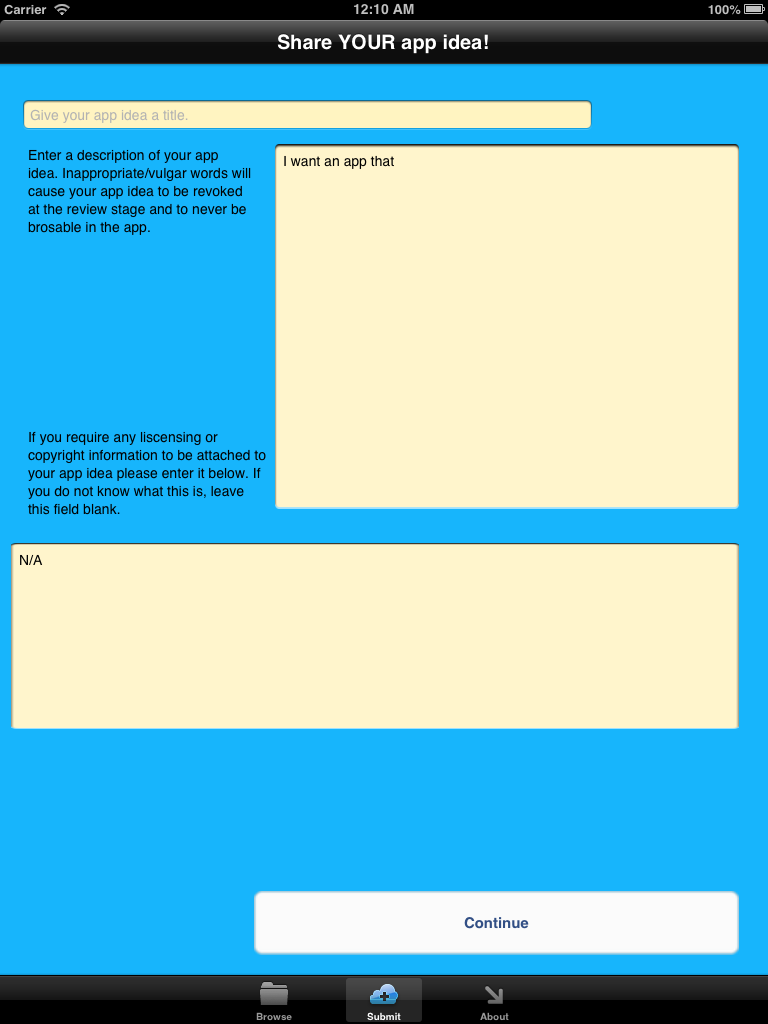 Carrier 12:10 AM 100%
Share YOUR app idea!
Give your app idea a title.
Enter a description of your app
idea. Inappropriate/vulgar words will
cause your app idea to be revoked
at the review stage and to never be
brosable in the app.
I want an app that
If you require any liscensing or
copyright information to be attached to
your app idea please enter it below. If
you do not know what this is, leave
this field blank.
N/A
Continue
Browse Submit About